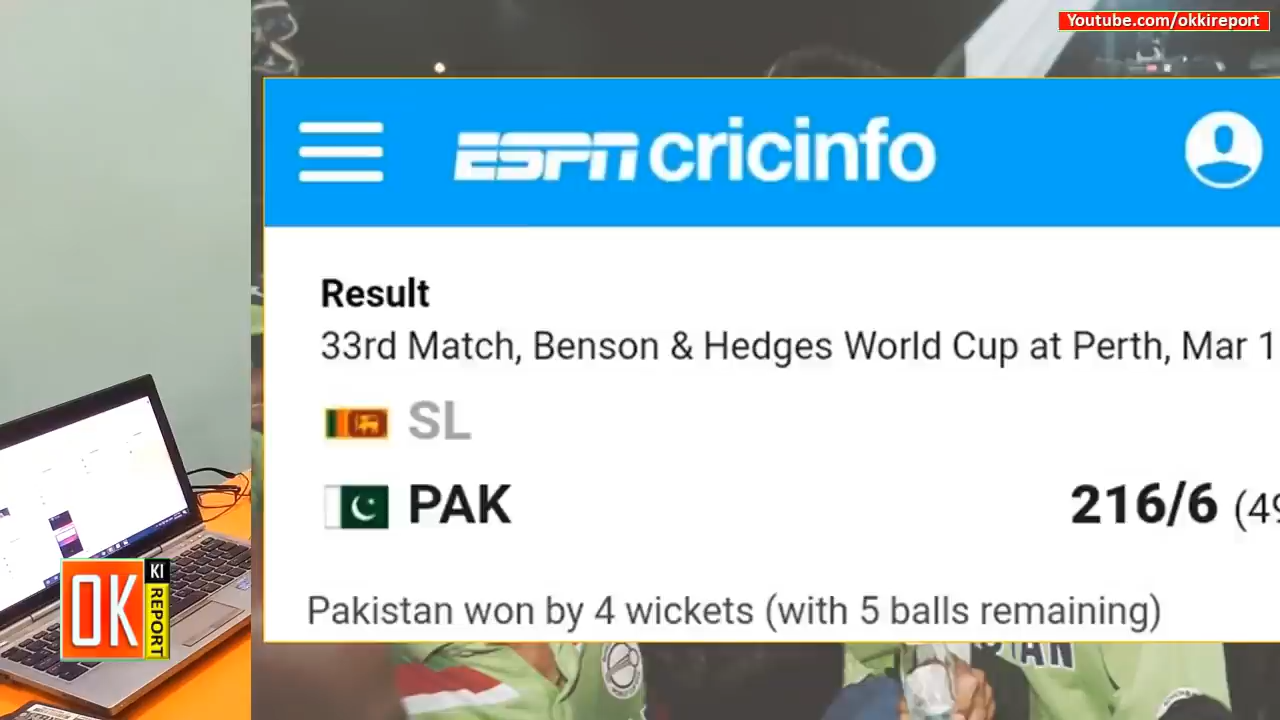 Youtube.com/okkireport
ESPN cricinfo
Result
33rd Match, Benson & Hedges World Cup at Perth, Mar 1
SL
PAK 216/6 (49
Pakistan won by 4 wickets (with 5 balls remaining)
OK KI REPORT